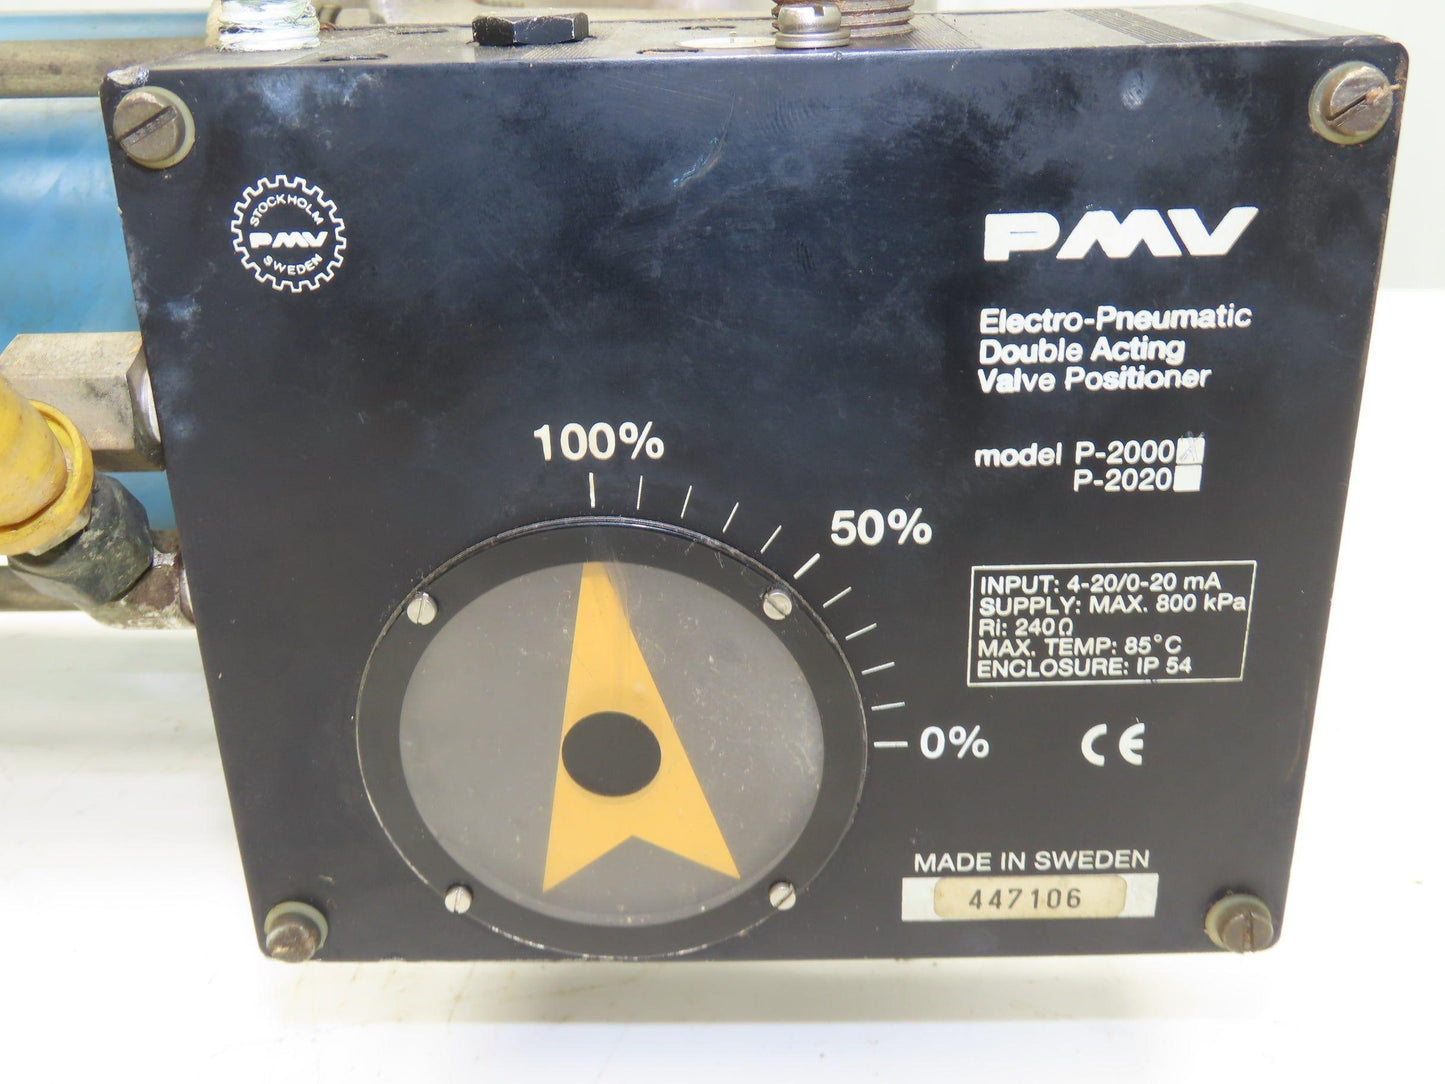 STOCKHOLM
PMV
SWEDEN
PMV
Electro-Pneumatic
Double Acting
Valve Positioner
model P-2000
P-2020
100%
50%
0%
INPUT: 4-20/0-20 mA
SUPPLY: MAX. 800 kPa
Ri: 240Ω
MAX. TEMP: 85°C
ENCLOSURE: IP 54
CE
MADE IN SWEDEN
447106